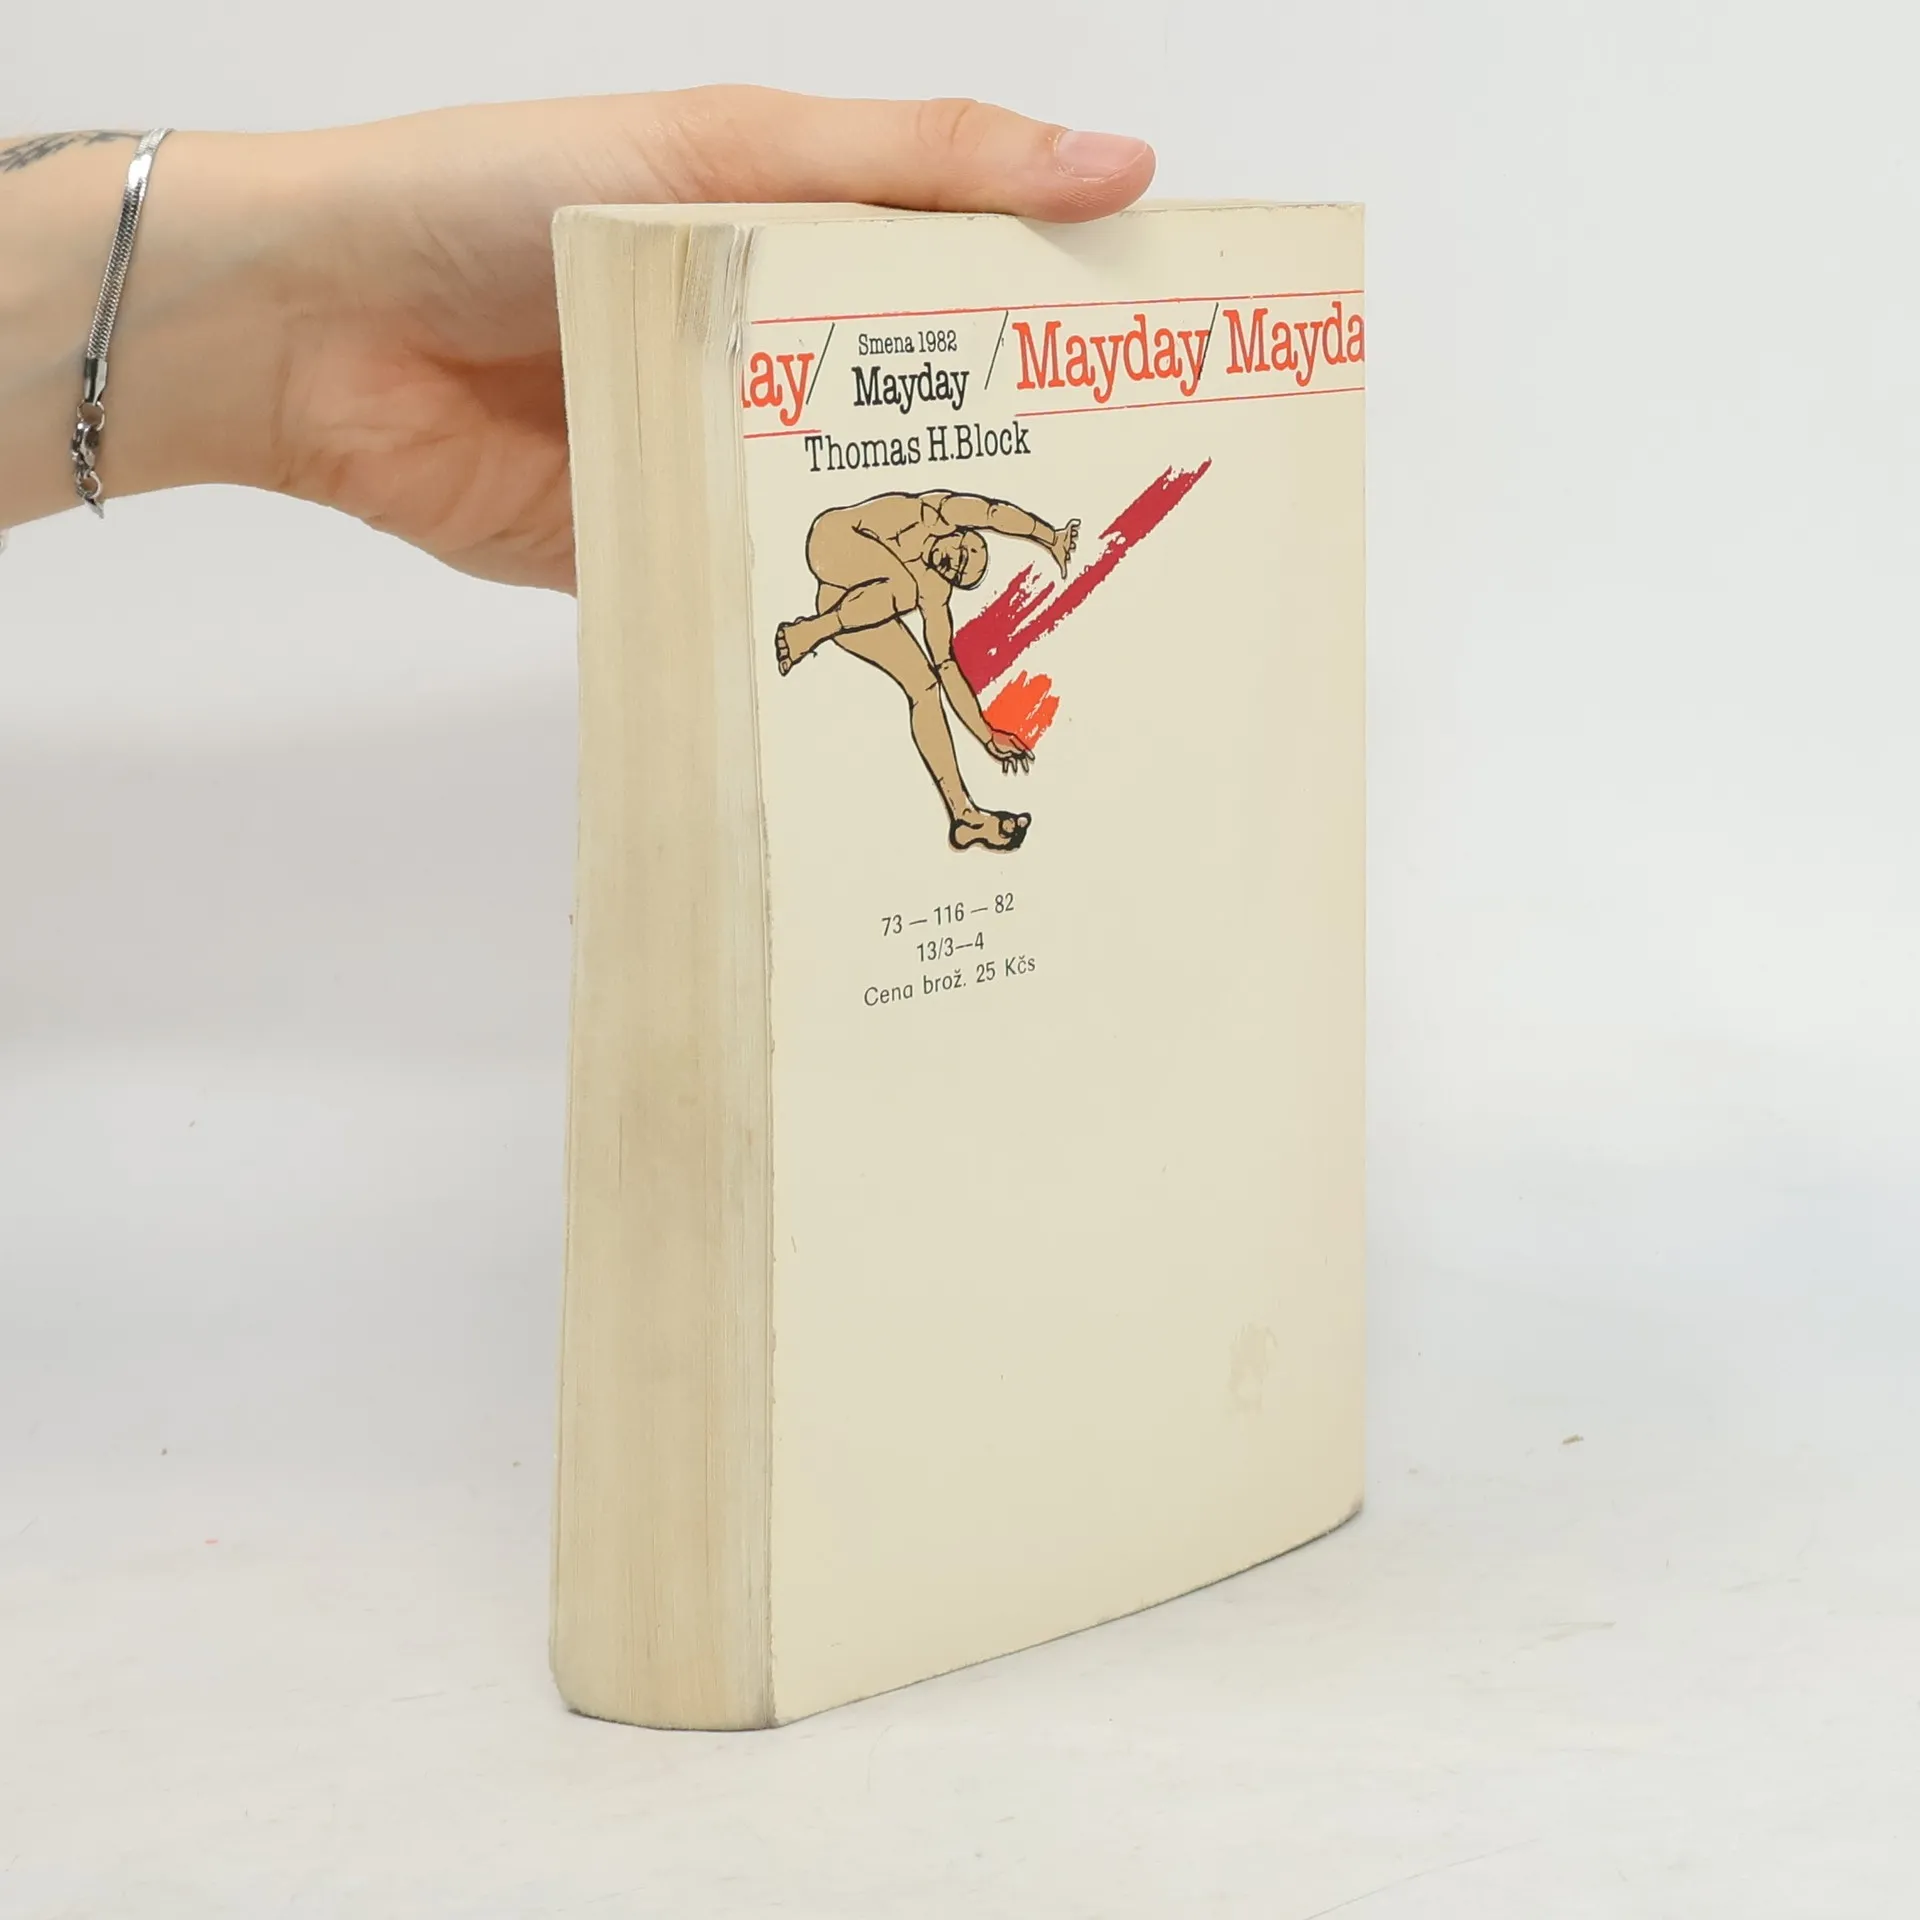 ay/ Smena 1982 / Mayday / Mayda
Mayday
Thomas H. Block
73 — 116 — 82
13/3—4
Cena brož. 25 Kčs